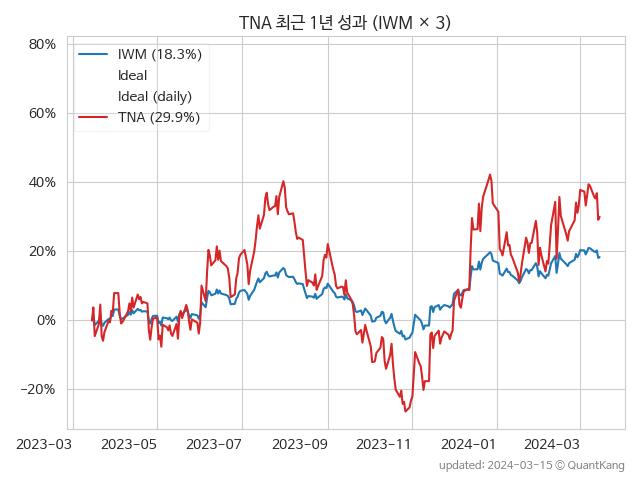 TNA 최근 1년 성과 (IWM × 3)
80%
60%
40%
20%
0%
−20%
IWM (18.3%)
Ideal
Ideal (daily)
TNA (29.9%)
2023−03
2023−05
2023−07
2023−09
2023−11
2024−01
2024−03
updated: 2024-03-15 © QuantKang